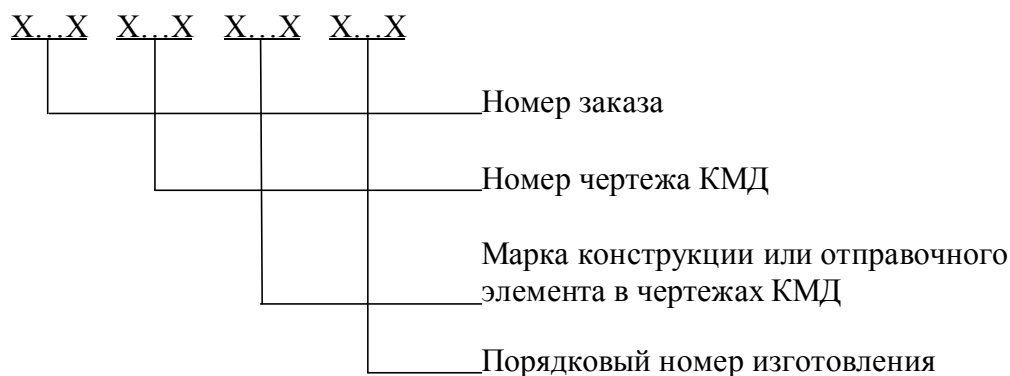 Х…Х Х…Х Х…Х Х…Х
Номер заказа
Номер чертежа КМД
Марка конструкции или отправочного
элемента в чертежах КМД
Порядковый номер изготовления